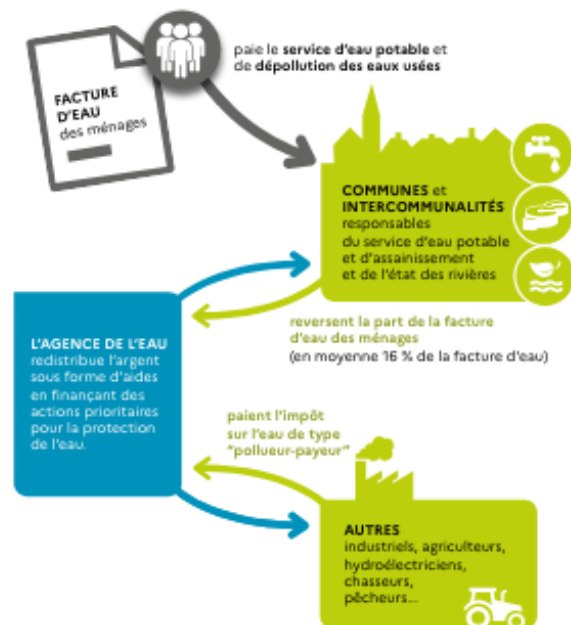 paie le service d'eau potable et
de dépollution des eaux usées
FACTURE
D'EAU
des ménages
COMMUNES et
INTERCOMMUNALITÉS
responsables
du service d'eau potable
et d'assainissement
et de l'état des rivières
reversent la part de la facture
d'eau des ménages
(en moyenne 16 % de la facture d'eau)
L'AGENCE DE L'EAU
redistribue l'argent
sous forme d'aides
en finançant des
actions prioritaires
pour la protection
de l'eau.
paient l'impôt
sur l'eau de type
"pollueur-payeur"
AUTRES
industriels, agriculteurs,
hydroélectriciens,
chasseurs,
pêcheurs...